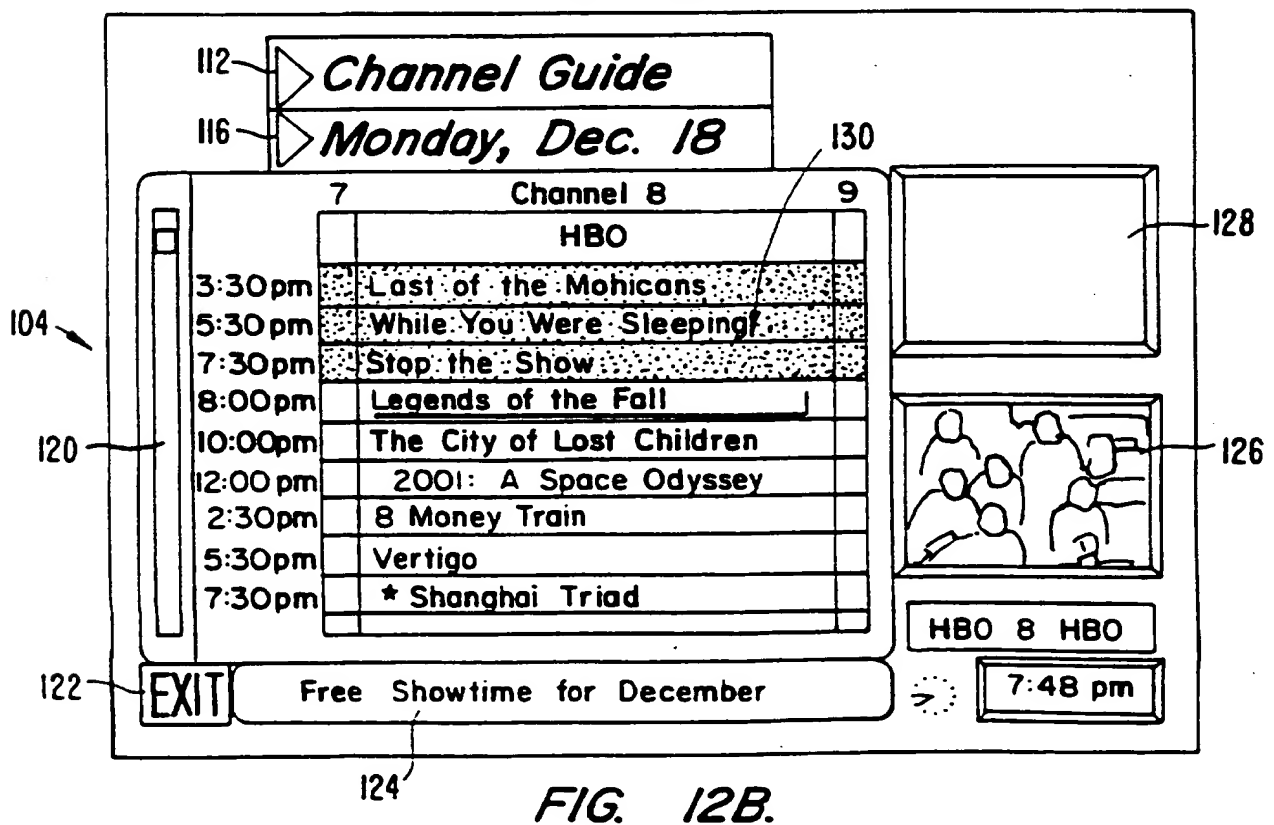 112 Channel Guide
116 Monday, Dec. 18
130
7 Channel 8 9
HBO
128
3:30pm Last of the Mohicans
104
5:30pm While You Were Sleeping
7:30pm Stop the Show
8:00pm Legends of the Fall
120
10:00pm The City of Lost Children
126
12:00 pm 2001: A Space Odyssey
2:30pm 8 Money Train
5:30pm Vertigo
7:30pm * Shanghai Triad
HBO 8 HBO
122 EXIT Free Showtime for December 7:48 pm
124
FIG. 12B.